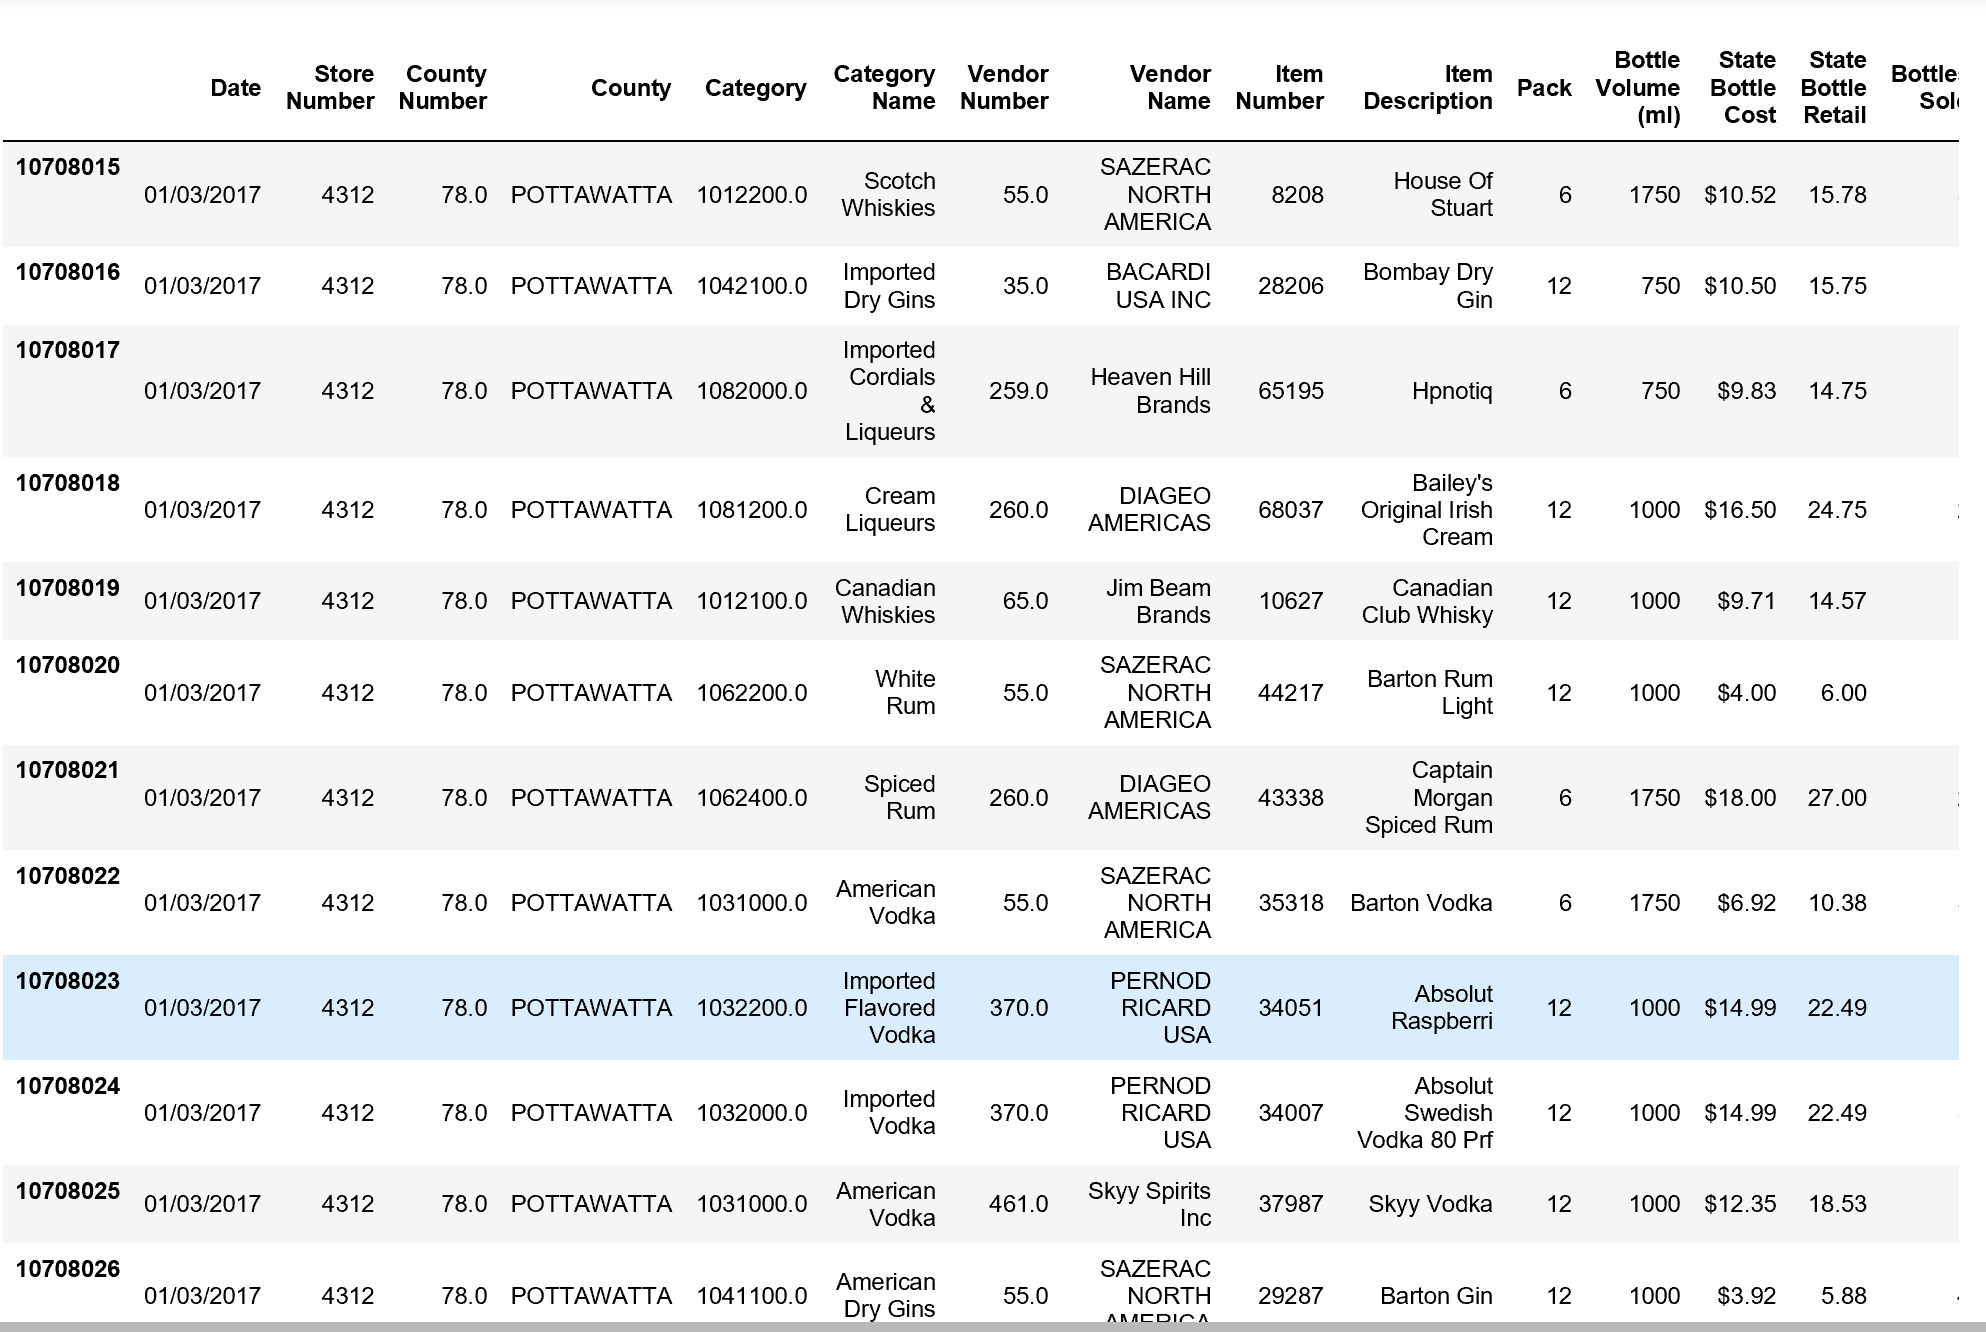 Date Store Number County Number County Category Category Name Vendor Number Vendor Name Item Number Item Description Pack Bottle Volume (ml) State Bottle Cost State Bottle Retail
10708015 01/03/2017 4312 78.0 POTTAWATTA 1012200.0 Scotch Whiskies 55.0 SAZERAC NORTH AMERICA 8208 House Of Stuart 6 1750 $10.52 15.78
10708016 01/03/2017 4312 78.0 POTTAWATTA 1042100.0 Imported Dry Gins 35.0 BACARDI USA INC 28206 Bombay Dry Gin 12 750 $10.50 15.75
10708017 01/03/2017 4312 78.0 POTTAWATTA 1082000.0 Imported Cordials & Liqueurs 259.0 Heaven Hill Brands 65195 Hpnotiq 6 750 $9.83 14.75
10708018 01/03/2017 4312 78.0 POTTAWATTA 1081200.0 Cream Liqueurs 260.0 DIAGEO AMERICAS 68037 Bailey's Original Irish Cream 12 1000 $16.50 24.75
10708019 01/03/2017 4312 78.0 POTTAWATTA 1012100.0 Canadian Whiskies 65.0 Jim Beam Brands 10627 Canadian Club Whisky 12 1000 $9.71 14.57
10708020 01/03/2017 4312 78.0 POTTAWATTA 1062200.0 White Rum 55.0 SAZERAC NORTH AMERICA 44217 Barton Rum Light 12 1000 $4.00 6.00
10708021 01/03/2017 4312 78.0 POTTAWATTA 1062400.0 Spiced Rum 260.0 DIAGEO AMERICAS 43338 Captain Morgan Spiced Rum 6 1750 $18.00 27.00
10708022 01/03/2017 4312 78.0 POTTAWATTA 1031000.0 American Vodka 55.0 SAZERAC NORTH AMERICA 35318 Barton Vodka 6 1750 $6.92 10.38
10708023 01/03/2017 4312 78.0 POTTAWATTA 1032200.0 Imported Flavored Vodka 370.0 PERNOD RICARD USA 34051 Absolut Raspberri 12 1000 $14.99 22.49
10708024 01/03/2017 4312 78.0 POTTAWATTA 1032000.0 Imported Vodka 370.0 PERNOD RICARD USA 34007 Absolut Swedish Vodka 80 Prf 12 1000 $14.99 22.49
10708025 01/03/2017 4312 78.0 POTTAWATTA 1031000.0 American Vodka 461.0 Skyy Spirits Inc 37987 Skyy Vodka 12 1000 $12.35 18.53
10708026 01/03/2017 4312 78.0 POTTAWATTA 1041100.0 American Dry Gins 55.0 SAZERAC NORTH AMERICA 29287 Barton Gin 12 1000 $3.92 5.88